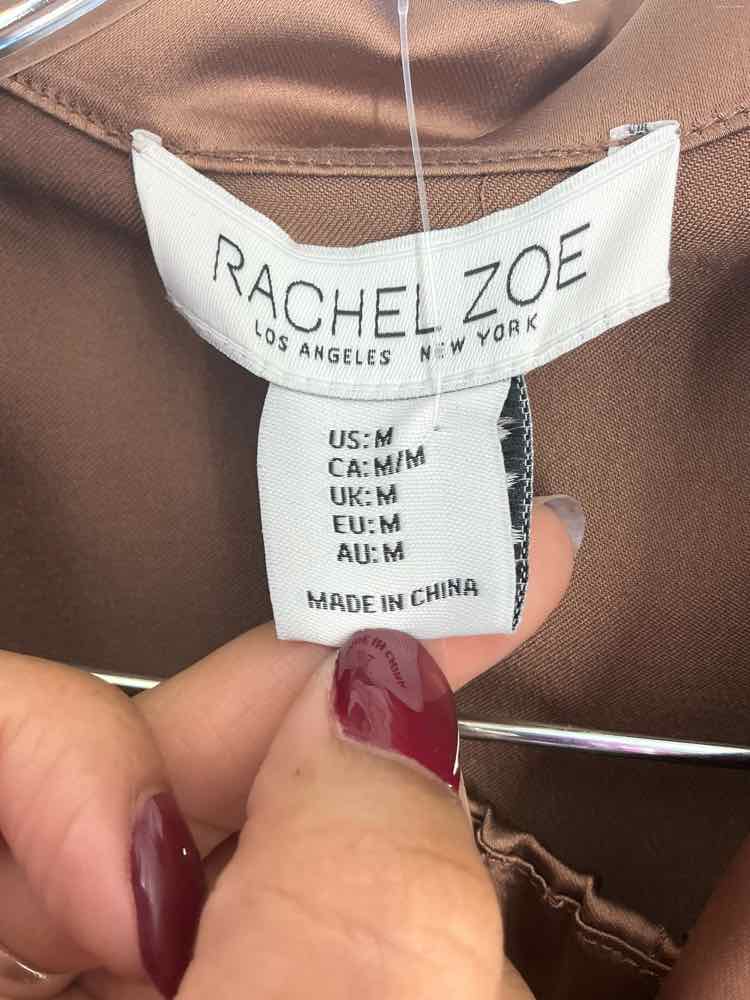 RACHEL ZOE
LOS ANGELES NEW YORK
US:M
CA:M/M
UK:M
EU:M
AU:M
MADE IN CHINA